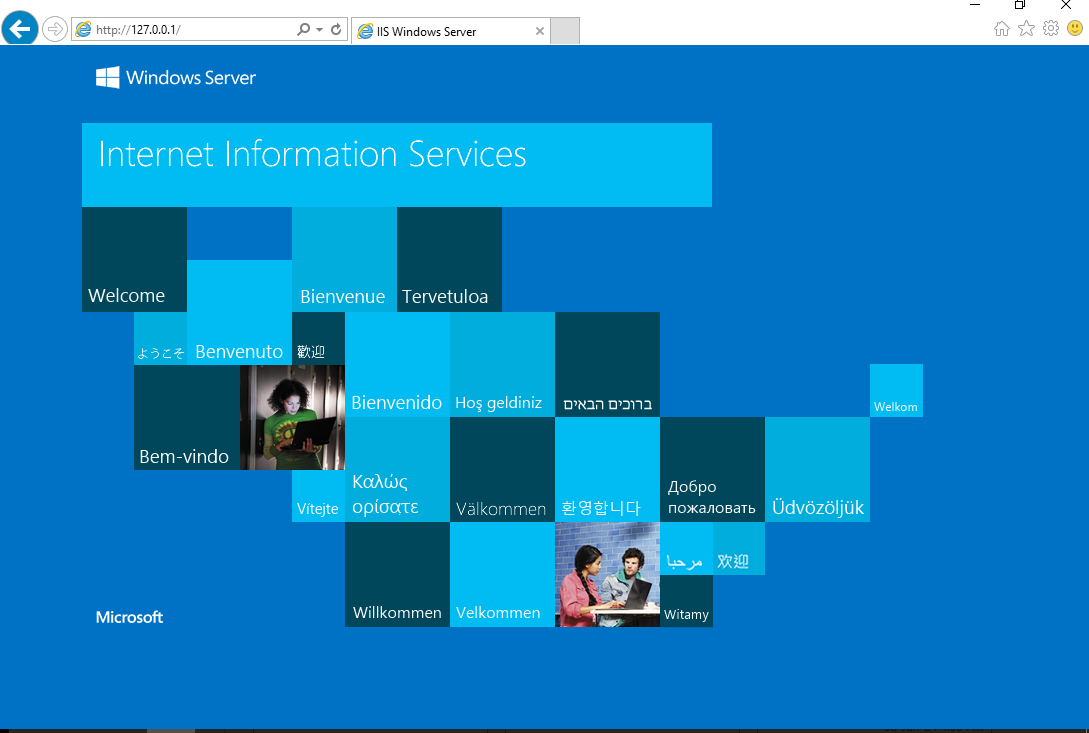 http://127.0.0.1/
IIS Windows Server
Windows Server
Internet Information Services
Welcome
Bienvenue
Tervetuloa
ようこそ
Benvenuto
歡迎
Bienvenido
Hoş geldiniz
ברוכים הבאים
Welkom
Bem-vindo
Vítejte
Καλώς
ορίσατε
Välkommen
환영합니다
Добро
пожаловать
Üdvözöljük
مرحبا
欢迎
Willkommen
Velkommen
Witamy
Microsoft